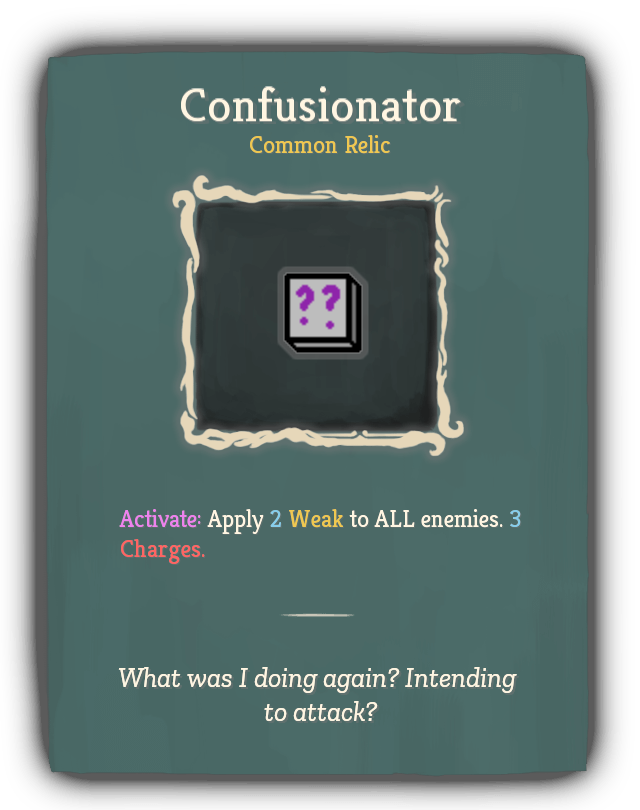 Confusionator
Common Relic
??
Activate: Apply 2 Weak to ALL enemies. 3
Charges.
What was I doing again? Intending
to attack?